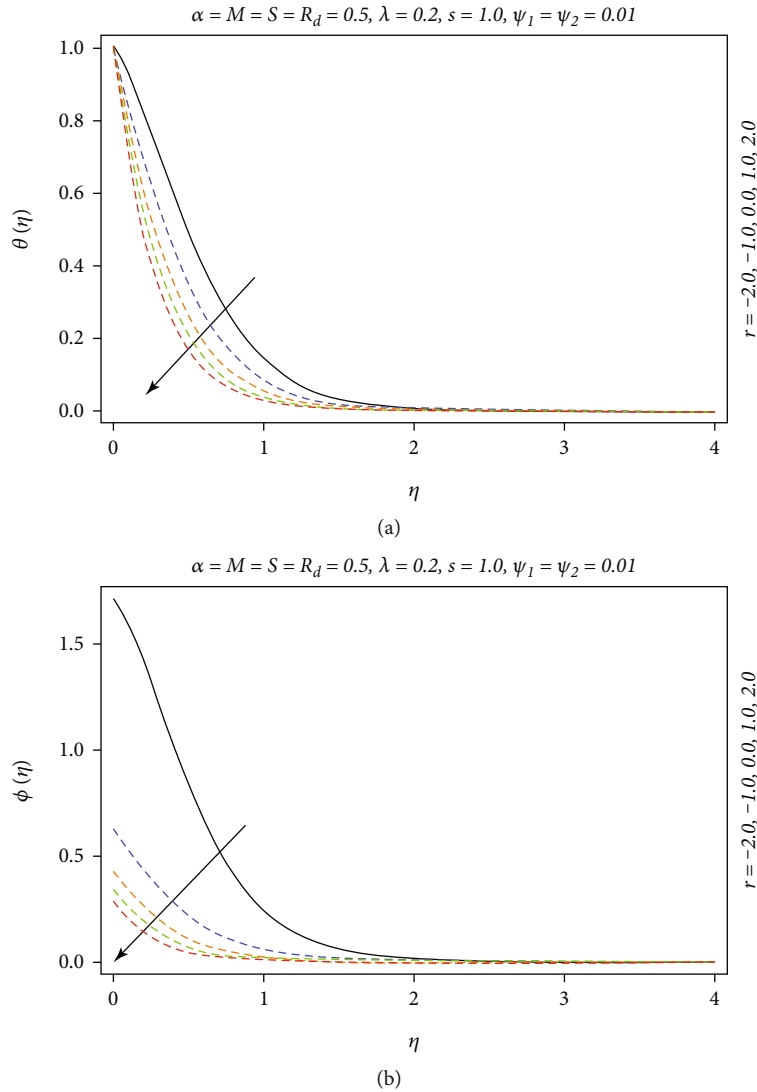 α = M = S = R_d = 0.5, λ = 0.2, s = 1.0, ψ_1 = ψ_2 = 0.01
1.0
0.8
0.6
0.4
0.2
0.0
θ (η)
r = −2.0, −1.0, 0.0, 1.0, 2.0
0 1 2 3 4
η
(a)
α = M = S = R_d = 0.5, λ = 0.2, s = 1.0, ψ_1 = ψ_2 = 0.01
1.5
1.0
0.5
0.0
ϕ (η)
r = −2.0, −1.0, 0.0, 1.0, 2.0
0 1 2 3 4
η
(b)